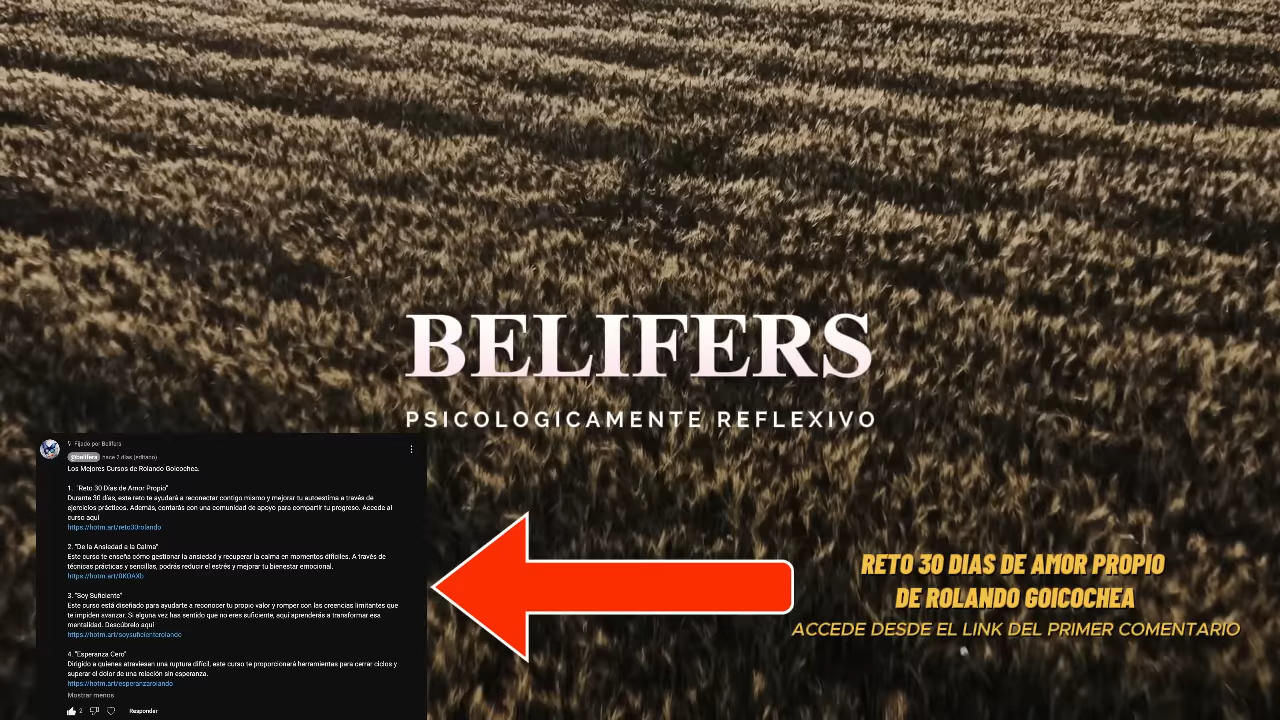 BELIFERS
PSICOLOGICAMENTE REFLEXIVO
Fijado por Belifers
@belifers hace 2 días (editado)
Los Mejores Cursos de Rolando Goicochea.
1. "Reto 30 Días de Amor Propio"
Durante 30 días, este reto te ayudará a reconectar contigo mismo y mejorar tu autoestima a través de
ejercicios prácticos. Además, contarás con una comunidad de apoyo para compartir tu progreso. Accede al
curso aquí
https://hotm.art/reto30rolando
2. "De la Ansiedad a la Calma"
Este curso te enseña cómo gestionar la ansiedad y recuperar la calma en momentos difíciles. A través de
técnicas prácticas y sencillas, podrás reducir el estrés y mejorar tu bienestar emocional.
https://hotm.art/0K0AXb
3. "Soy Suficiente"
Este curso está diseñado para ayudarte a reconocer tu propio valor y romper con las creencias limitantes que
te impiden avanzar. Si alguna vez has sentido que no eres suficiente, aquí aprenderás a transformar esa
mentalidad. Descúbrelo aquí
https://hotm.art/soysuficienterolando
4. "Esperanza Cero"
Dirigido a quienes atraviesan una ruptura difícil, este curso te proporcionará herramientas para cerrar ciclos y
superar el dolor de una relación sin esperanza.
https://hotm.art/esperanzarolando
Mostrar menos
2 Responder
RETO 30 DIAS DE AMOR PROPIO
DE ROLANDO GOICOCHEA
ACCEDE DESDE EL LINK DEL PRIMER COMENTARIO